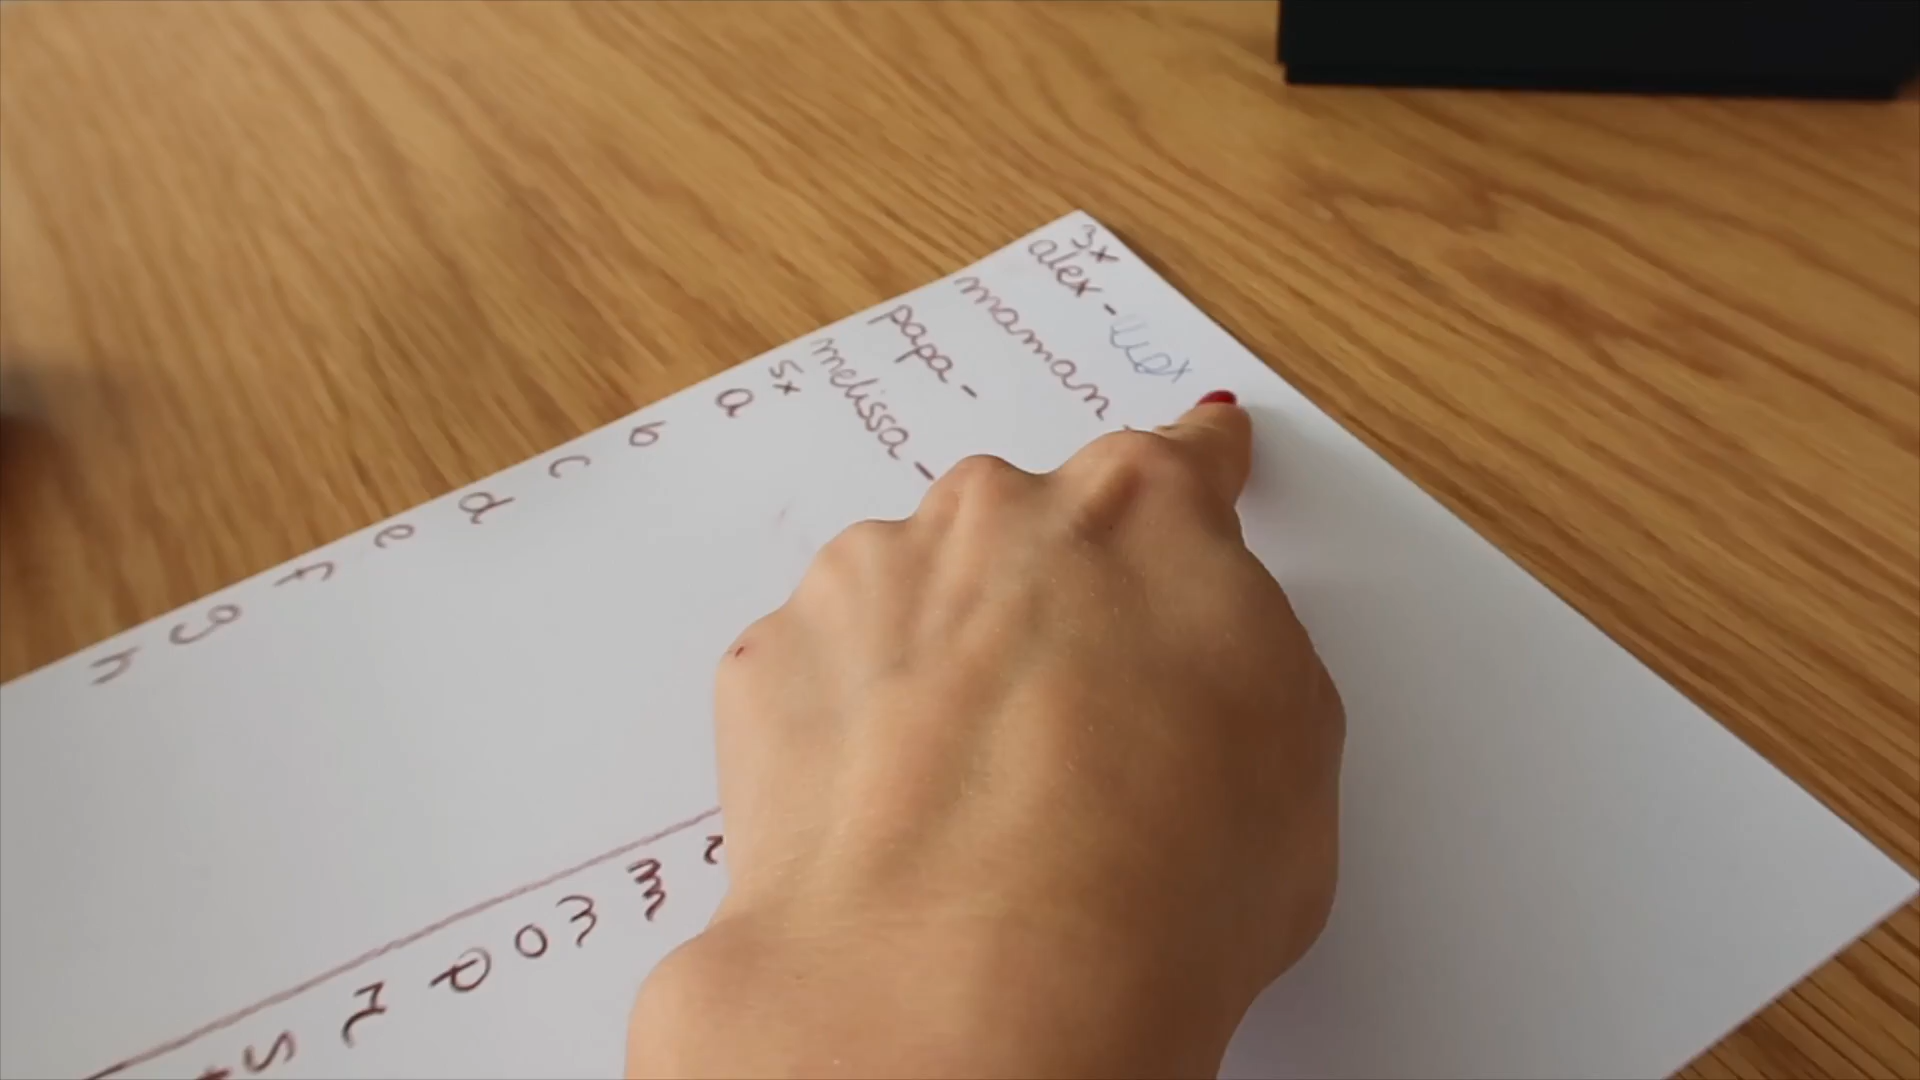 3x
alex -
maman -
papa -
melissa -
5x
a
b
c
d
e
f
g
h
m
o
p
r
s